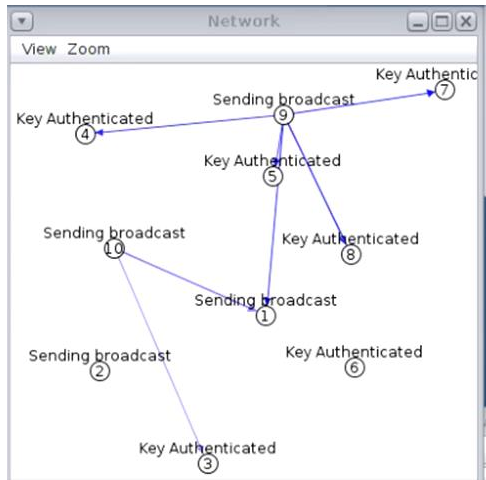 Network
View Zoom
Key Authentic
7
Sending broadcast
9
Key Authenticated
4
Key Authenticated
5
Sending broadcast
10
Key Authenticated
8
Sending broadcast
1
Sending broadcast
2
Key Authenticated
6
Key Authenticated
3